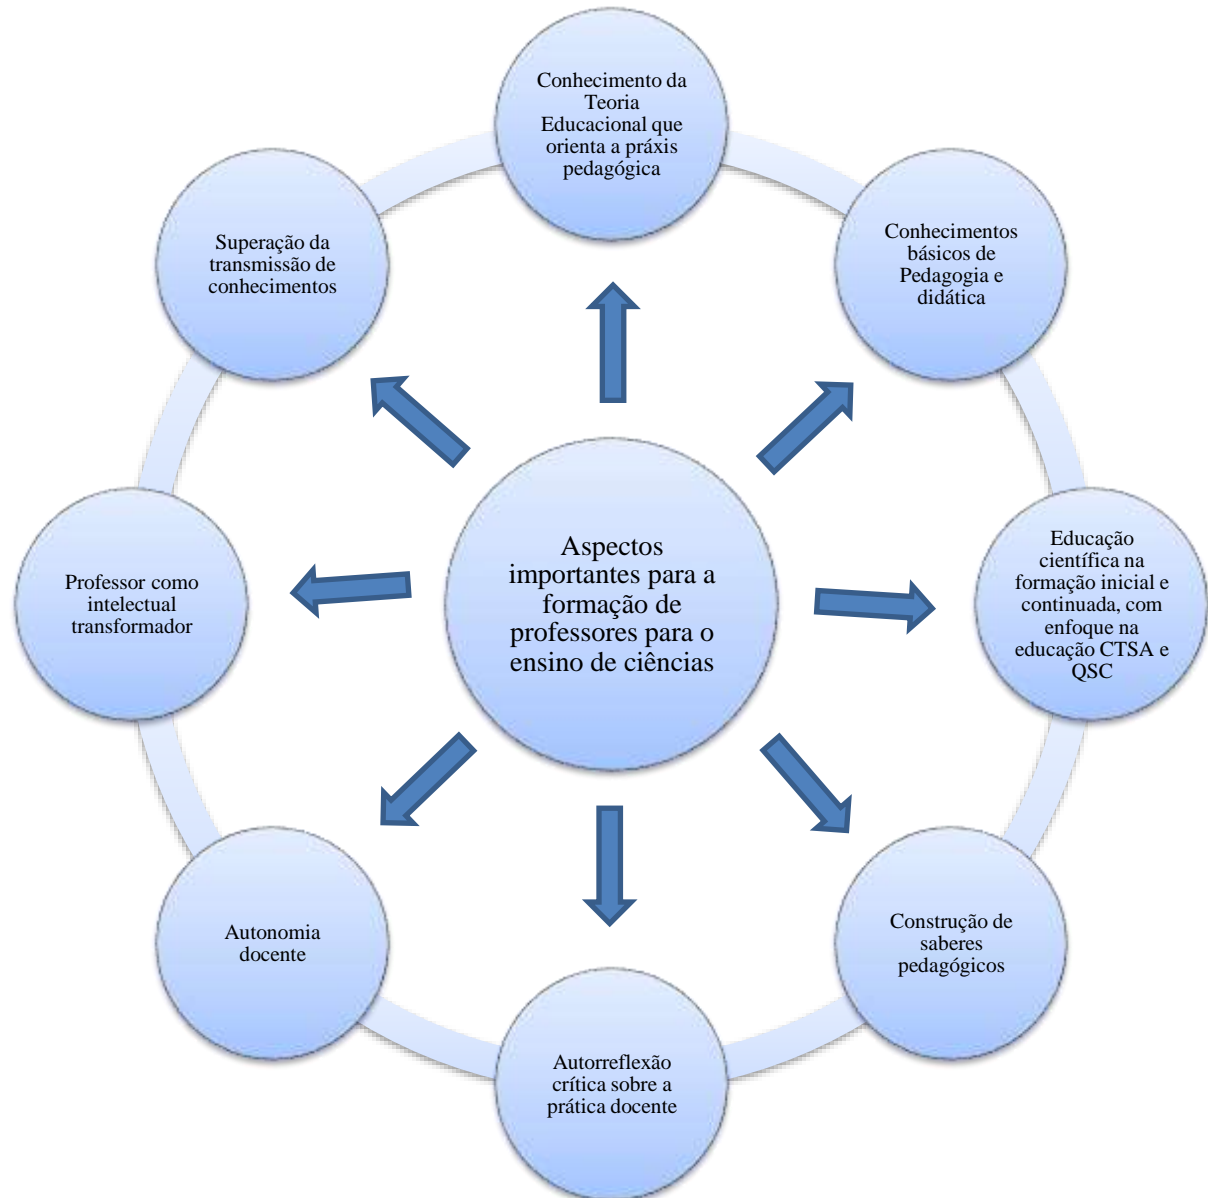 Conhecimento da
Teoria
Educacional que
orienta a práxis
pedagógica
Conhecimentos
básicos de
Pedagogia e
didática
Educação
científica na
formação inicial e
continuada, com
enfoque na
educação CTSA e
QSC
Construção de
saberes
pedagógicos
Autorreflexão
crítica sobre a
prática docente
Autonomia
docente
Professor como
intelectual
transformador
Superação da
transmissão de
conhecimentos
Aspectos
importantes para a
formação de
professores para o
ensino de ciências